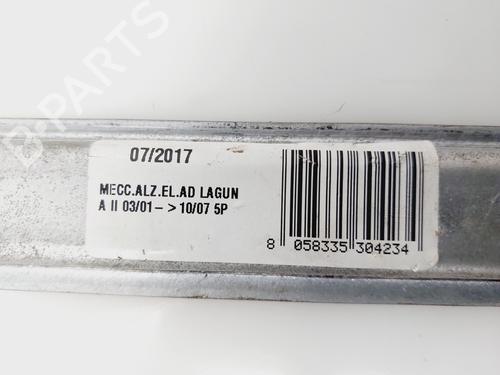 B-PARTS
07/2017
MECC.ALZ.EL.AD LAGUN
A II 03/01-> 10/07 5P
8 058335 304234